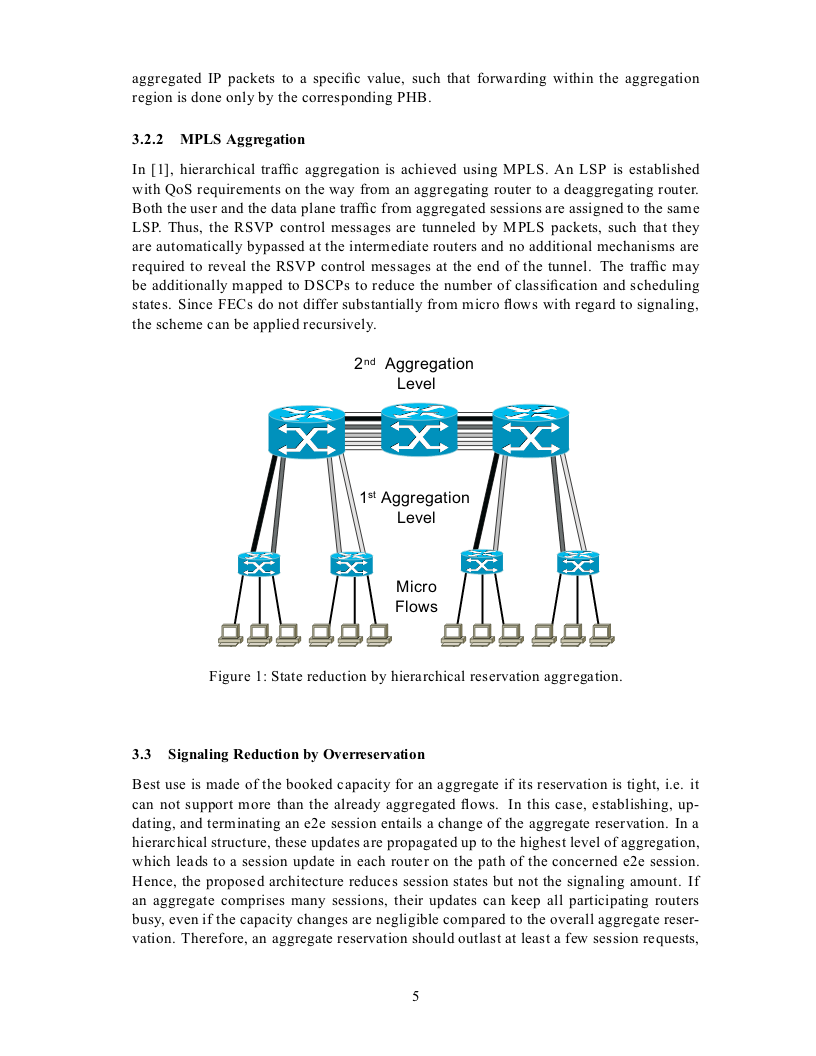 aggregated IP packets to a specific value, such that forwarding within the aggregation
region is done only by the corresponding PHB.
3.2.2 MPLS Aggregation
In [1], hierarchical traffic aggregation is achieved using MPLS. An LSP is established
with QoS requirements on the way from an aggregating router to a deaggregating router.
Both the user and the data plane traffic from aggregated sessions are assigned to the same
LSP. Thus, the RSVP control messages are tunneled by MPLS packets, such that they
are automatically bypassed at the intermediate routers and no additional mechanisms are
required to reveal the RSVP control messages at the end of the tunnel. The traffic may
be additionally mapped to DSCPs to reduce the number of classification and scheduling
states. Since FECs do not differ substantially from micro flows with regard to signaling,
the scheme can be applied recursively.
2nd Aggregation
Level
1st Aggregation
Level
Micro
Flows
Figure 1: State reduction by hierarchical reservation aggregation.
3.3 Signaling Reduction by Overreservation
Best use is made of the booked capacity for an aggregate if its reservation is tight, i.e. it
can not support more than the already aggregated flows. In this case, establishing, up-
dating, and terminating an e2e session entails a change of the aggregate reservation. In a
hierarchical structure, these updates are propagated up to the highest level of aggregation,
which leads to a session update in each router on the path of the concerned e2e session.
Hence, the proposed architecture reduces session states but not the signaling amount. If
an aggregate comprises many sessions, their updates can keep all participating routers
busy, even if the capacity changes are negligible compared to the overall aggregate reser-
vation. Therefore, an aggregate reservation should outlast at least a few session requests,
5